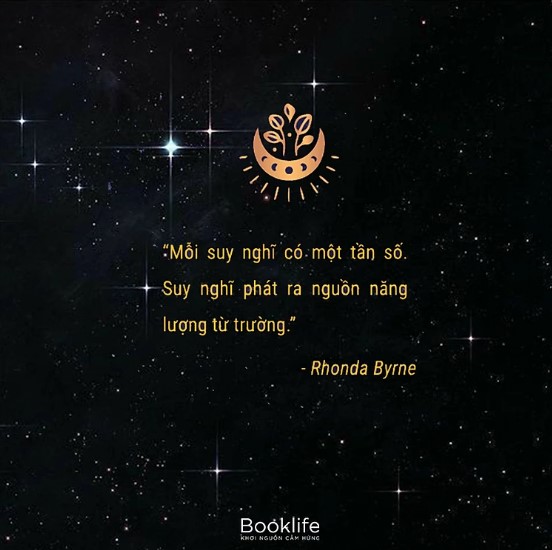 “Mỗi suy nghĩ có một tần số.
Suy nghĩ phát ra nguồn năng
lượng từ trường.”
- Rhonda Byrne
Booklife
KHƠI NGUỒN CẢM HỨNG